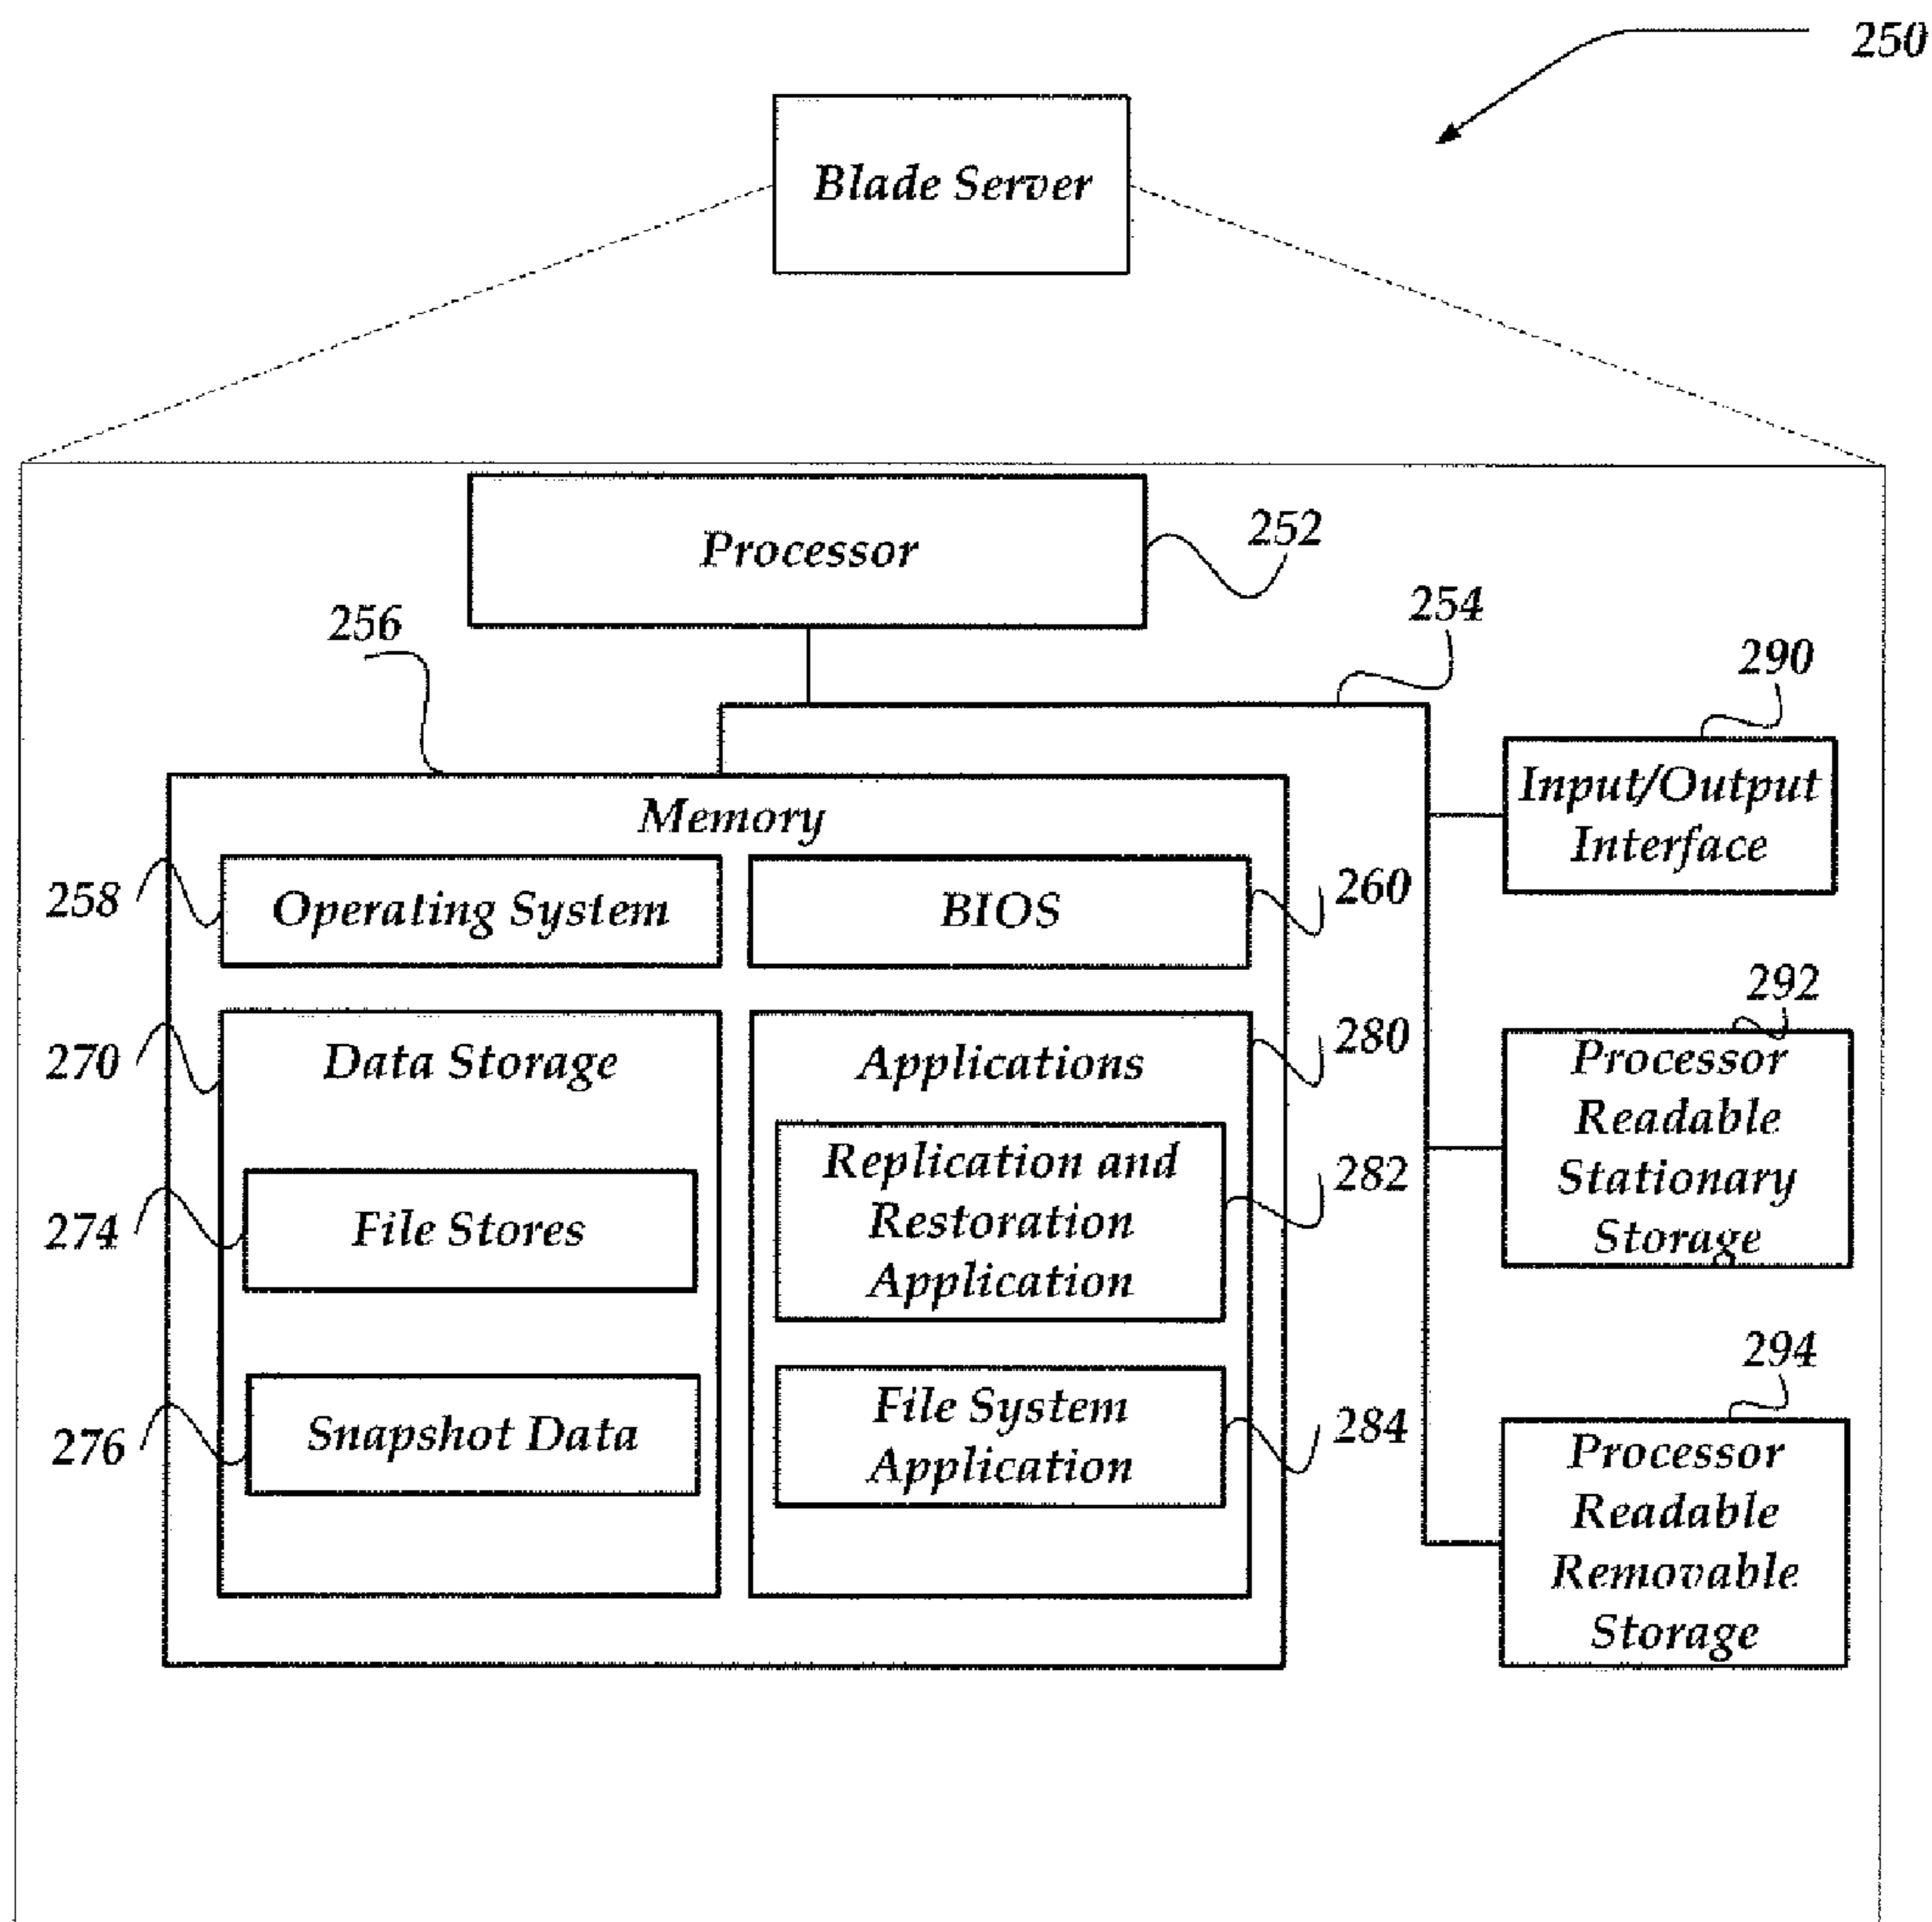 250
Blade Server
Processor
252
256
254
290
Input/Output
Interface
Memory
258
Operating System
BIOS
260
292
Processor
Readable
Stationary
Storage
270
Data Storage
Applications
280
Replication and
Restoration
Application
282
274
File Stores
294
Processor
Readable
Removable
Storage
276
Snapshot Data
File System
Application
284